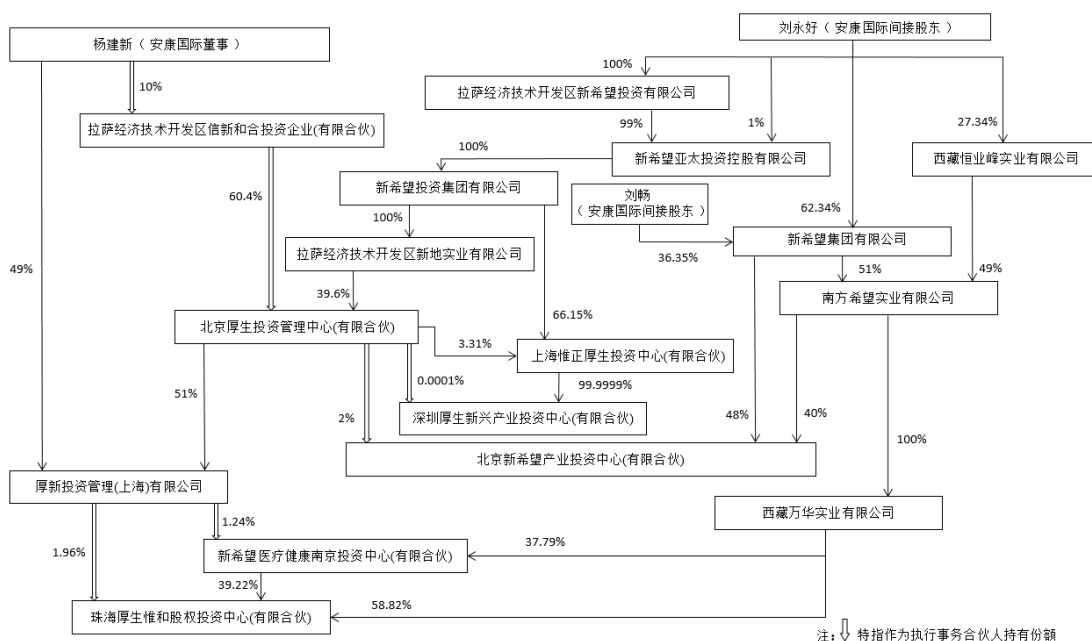 刘永好（安康国际间接股东）
杨建新（安康国际董事）
100%
10%
拉萨经济技术开发区新希望投资有限公司
拉萨经济技术开发区信新和合投资企业(有限合伙)
99%
1%
27.34%
100%
新希望亚太投资控股有限公司
西藏恒业峰实业有限公司
新希望投资集团有限公司
60.4%
刘畅
（安康国际间接股东）
100%
62.34%
新希望集团有限公司
拉萨经济技术开发区新地实业有限公司
36.35%
49%
51%
49%
39.6%
南方希望实业有限公司
66.15%
北京厚生投资管理中心(有限合伙)
3.31%
上海惟正厚生投资中心(有限合伙)
0.0001%
99.9999%
51%
2%
深圳厚生新兴产业投资中心(有限合伙)
48%
40%
100%
北京新希望产业投资中心(有限合伙)
厚新投资管理(上海)有限公司
西藏万华实业有限公司
1.24%
1.96%
37.79%
新希望医疗健康南京投资中心(有限合伙)
39.22%
58.82%
珠海厚生惟和股权投资中心(有限合伙)
注: 特指作为执行事务合伙人持有份额